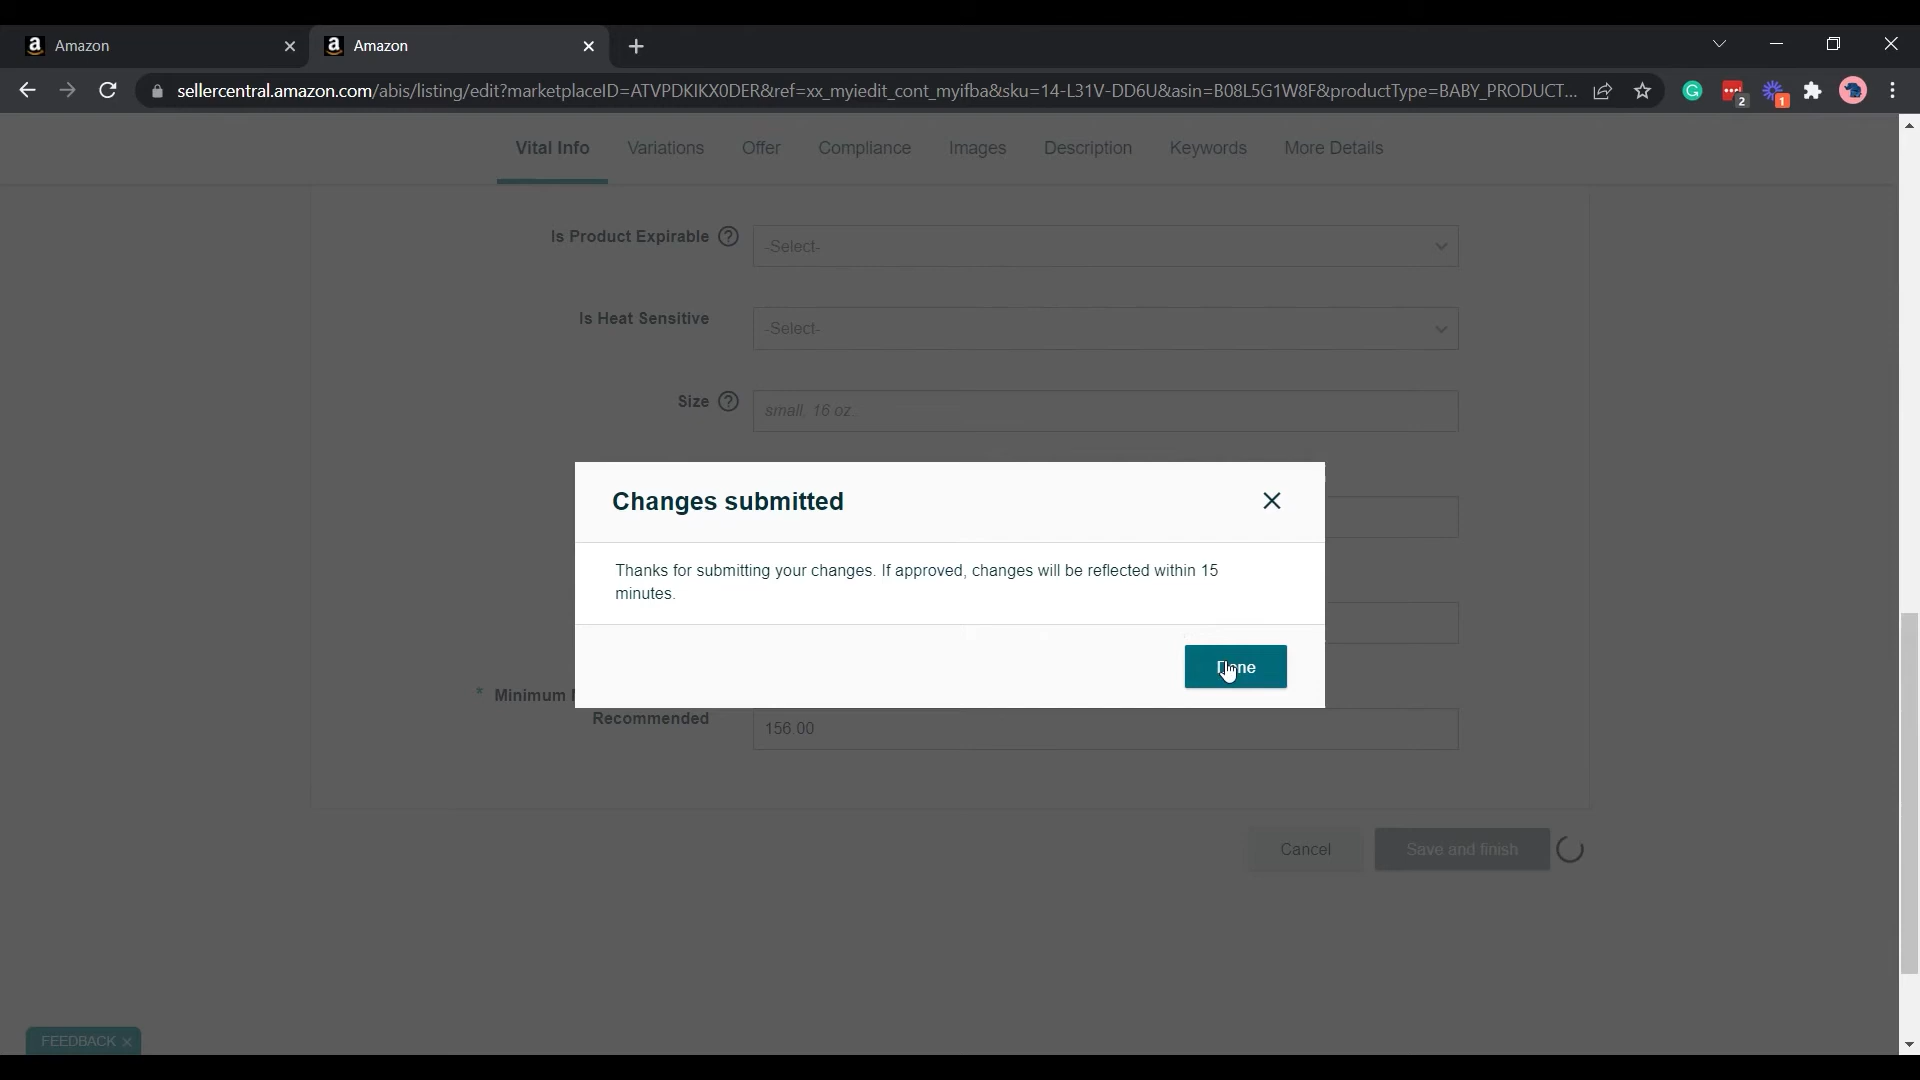 Amazon
Amazon
sellercentral.amazon.com/abis/listing/edit?marketplaceID=ATVPDKIKX0DER&ref=xx_myiedit_cont_myifba&sku=14-L31V-DD6U&asin=B08L5G1W8F&productType=BABY_PRODUCT...
2
1
Vital Info Variations Offer Compliance Images Description Keywords More Details
Is Product Expirable ? -Select-
Is Heat Sensitive -Select-
Size ? small, 16 oz.
Changes submitted
Thanks for submitting your changes. If approved, changes will be reflected within 15
minutes.
Done
* Minimum
Recommended
156.00
Cancel Save and finish
FEEDBACK